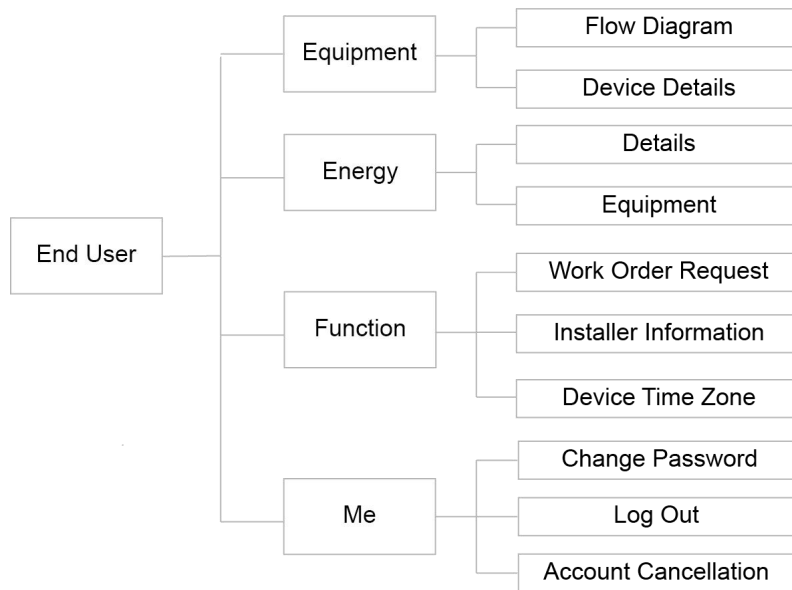 End User
Equipment
Flow Diagram
Device Details
Energy
Details
Equipment
Function
Work Order Request
Installer Information
Device Time Zone
Me
Change Password
Log Out
Account Cancellation